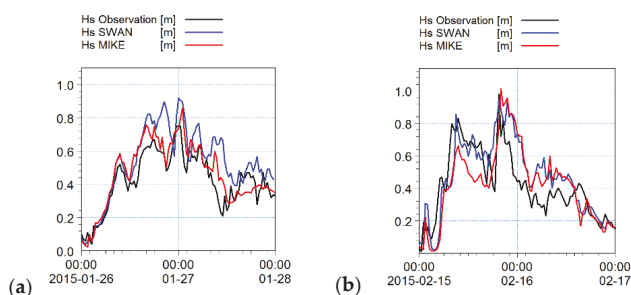 Hs Observation [m]
Hs SWAN [m]
Hs MIKE [m]
1.0
0.8
0.6
0.4
0.2
0.0
00:00 00:00 00:00
2015-01-26 01-27 01-28
(a)
Hs Observation [m]
Hs SWAN [m]
Hs MIKE [m]
1.0
0.8
0.6
0.4
0.2
00:00 00:00 00:00
2015-02-15 02-16 02-17
(b)